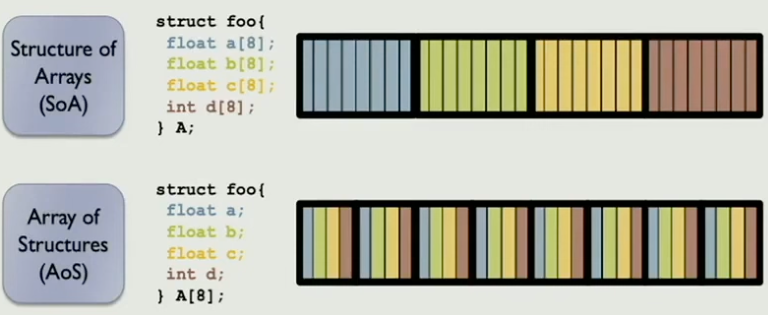 Structure of
Arrays
(SoA)
struct foo{
float a[8];
float b[8];
float c[8];
int d[8];
} A;
Array of
Structures
(AoS)
struct foo{
float a;
float b;
float c;
int d;
} A[8];